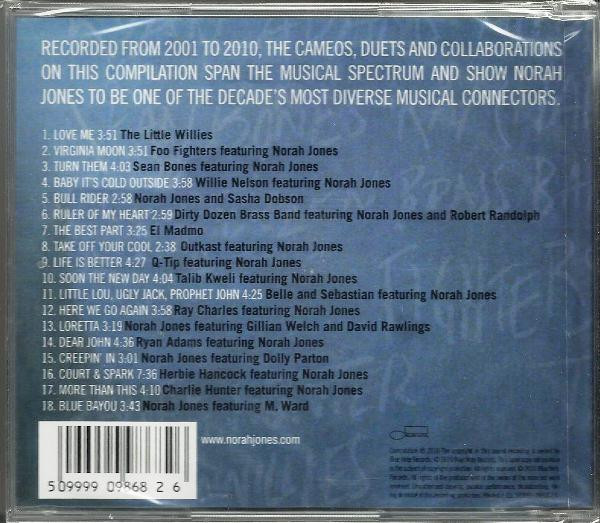 RECORDED FROM 2001 TO 2010, THE CAMEOS, DUETS AND COLLABORATIONS
ON THIS COMPILATION SPAN THE MUSICAL SPECTRUM AND SHOW NORAH
JONES TO BE ONE OF THE DECADE'S MOST DIVERSE MUSICAL CONNECTORS.
1. LOVE ME 3:51 The Little Willies
2. VIRGINIA MOON 3:51 Foo Fighters featuring Norah Jones
3. TURN THEM 4:03 Sean Bones featuring Norah Jones
4. BABY IT'S COLD OUTSIDE 3:58 Willie Nelson featuring Norah Jones
5. BULL RIDER 2:58 Norah Jones and Sasha Dobson
6. RULER OF MY HEART 2:59 Dirty Dozen Brass Band featuring Norah Jones and Robert Randolph
7. THE BEST PART 3:25 El Madmo
8. TAKE OFF YOUR COOL 2:38 Outkast featuring Norah Jones
9. LIFE IS BETTER 4:27 Q-Tip featuring Norah Jones
10. SOON THE NEW DAY 4:04 Talib Kweli featuring Norah Jones
11. LITTLE LOU, UGLY JACK, PROPHET JOHN 4:25 Belle and Sebastian featuring Norah Jones
12. HERE WE GO AGAIN 3:58 Ray Charles featuring Norah Jones
13. LORETTA 3:19 Norah Jones featuring Gillian Welch and David Rawlings
14. DEAR JOHN 4:36 Ryan Adams featuring Norah Jones
15. CREEPIN' IN 3:01 Norah Jones featuring Dolly Parton
16. COURT & SPARK 7:36 Herbie Hancock featuring Norah Jones
17. MORE THAN THIS 4:10 Charlie Hunter featuring Norah Jones
18. BLUE BAYOU 3:43 Norah Jones featuring M. Ward
www.norahjones.com
5 099999 09868 2 6